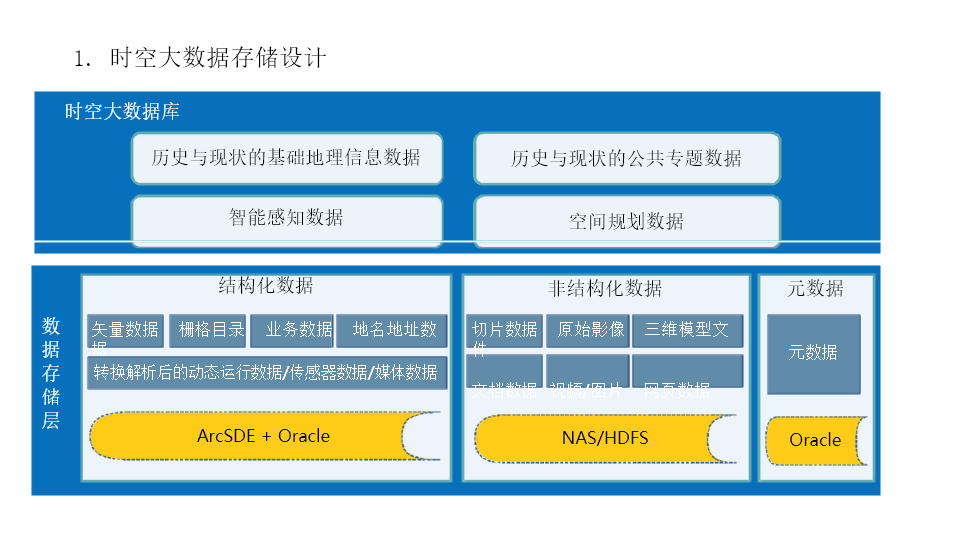 1. 时空大数据存储设计
时空大数据库
历史与现状的基础地理信息数据
历史与现状的公共专题数据
智能感知数据
空间规划数据
数据存储层
结构化数据
矢量数据 栅格目录 业务数据 地名地址数
据
转换解析后的动态运行数据/传感器数据/媒体数据
ArcSDE + Oracle
非结构化数据
切片数据 原始影像 三维模型文
件
文档数据 视频/图片 网页数据
NAS/HDFS
元数据
元数据
Oracle